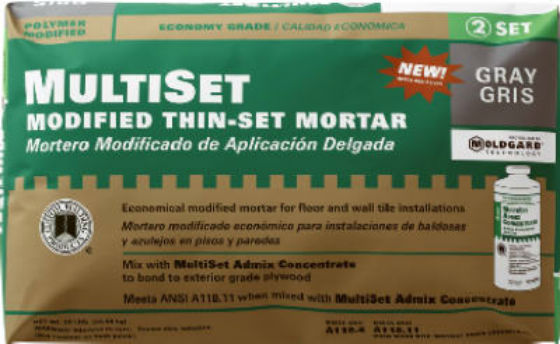 POLYMER
MODIFIED
ECONOMY GRADE / CALIDAD ECONÓMICA
2 SET
MULTISET
NEW!
GRAY
GRIS
MODIFIED THIN-SET MORTAR
Mortero Modificado de Aplicación Delgada
MOLDGARD
TECHNOLOGY
Economical modified mortar for floor and wall tile installations
Mortero modificado económico para instalaciones de baldosas
y azulejos en pisos y paredes
Mix with MultiSet Admix Concentrate
to bond to exterior grade plywood
Meets ANSI A118.11 when mixed with MultiSet Admix Concentrate
A118.4
A118.11